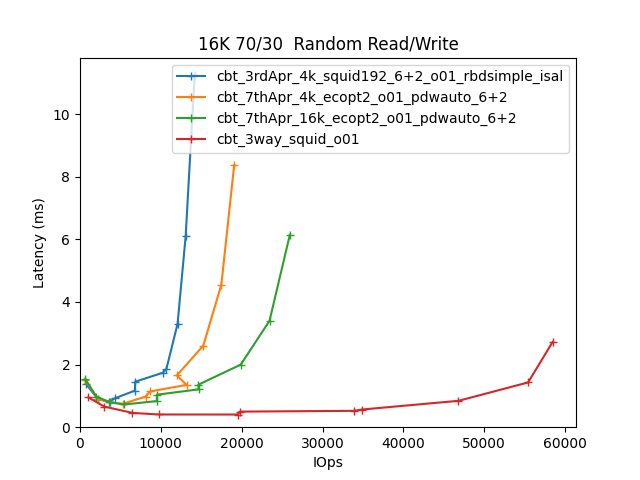 16K 70/30  Random Read/Write
cbt_3rdApr_4k_squid192_6+2_o01_rbdsimple_isal
cbt_7thApr_4k_ecopt2_o01_pdwauto_6+2
cbt_7thApr_16k_ecopt2_o01_pdwauto_6+2
cbt_3way_squid_o01
Latency (ms)
10
8
6
4
2
0
0 10000 20000 30000 40000 50000 60000
IOps